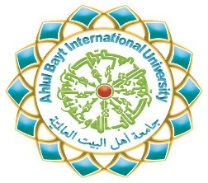 Ahlul Bayt International University
جامعة أهل البيت العالمية